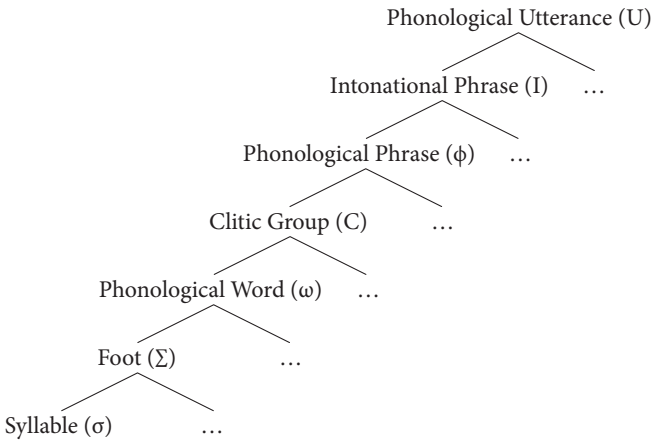 Phonological Utterance (U)
Intonational Phrase (I) …
Phonological Phrase (ϕ) …
Clitic Group (C) …
Phonological Word (ω) …
Foot (Σ) …
Syllable (σ) …